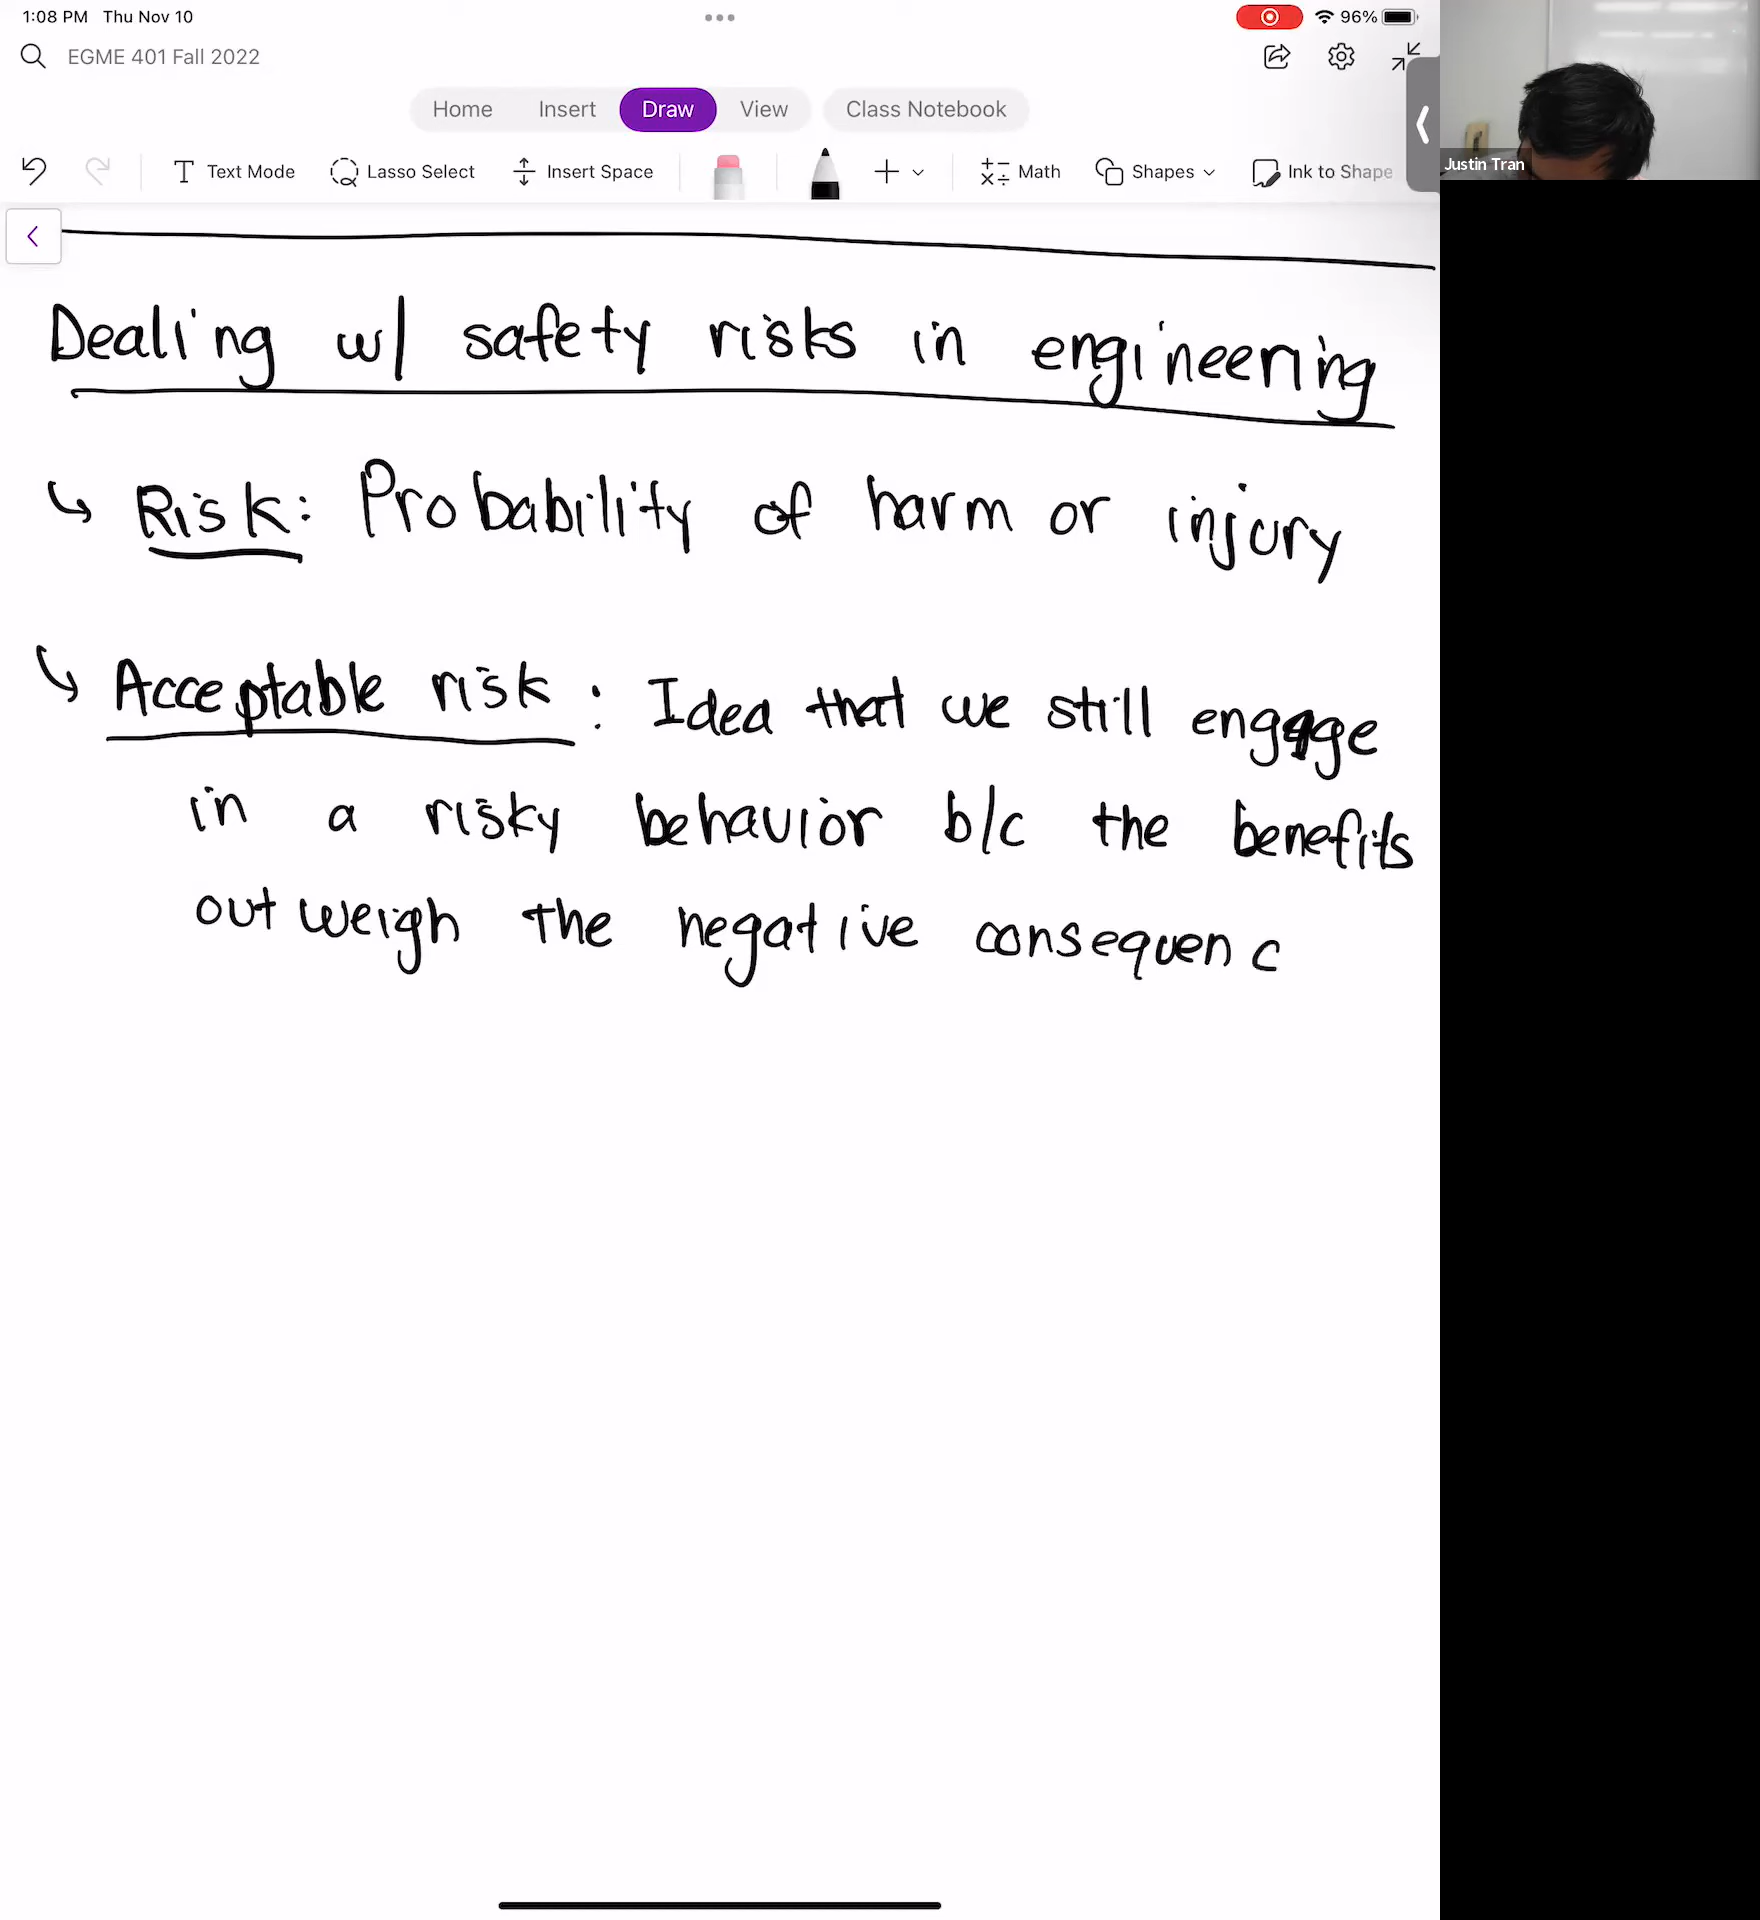 1:08 PM Thu Nov 10
96%
EGME 401 Fall 2022
Home Insert Draw View Class Notebook
Text Mode Lasso Select Insert Space Math Shapes Ink to Shape
Justin Tran
Dealing w/ safety risks in engineering
Risk: Probability of harm or injury
Acceptable risk: Idea that we still engage
in a risky behavior b/c the benefits
outweigh the negative consequenc